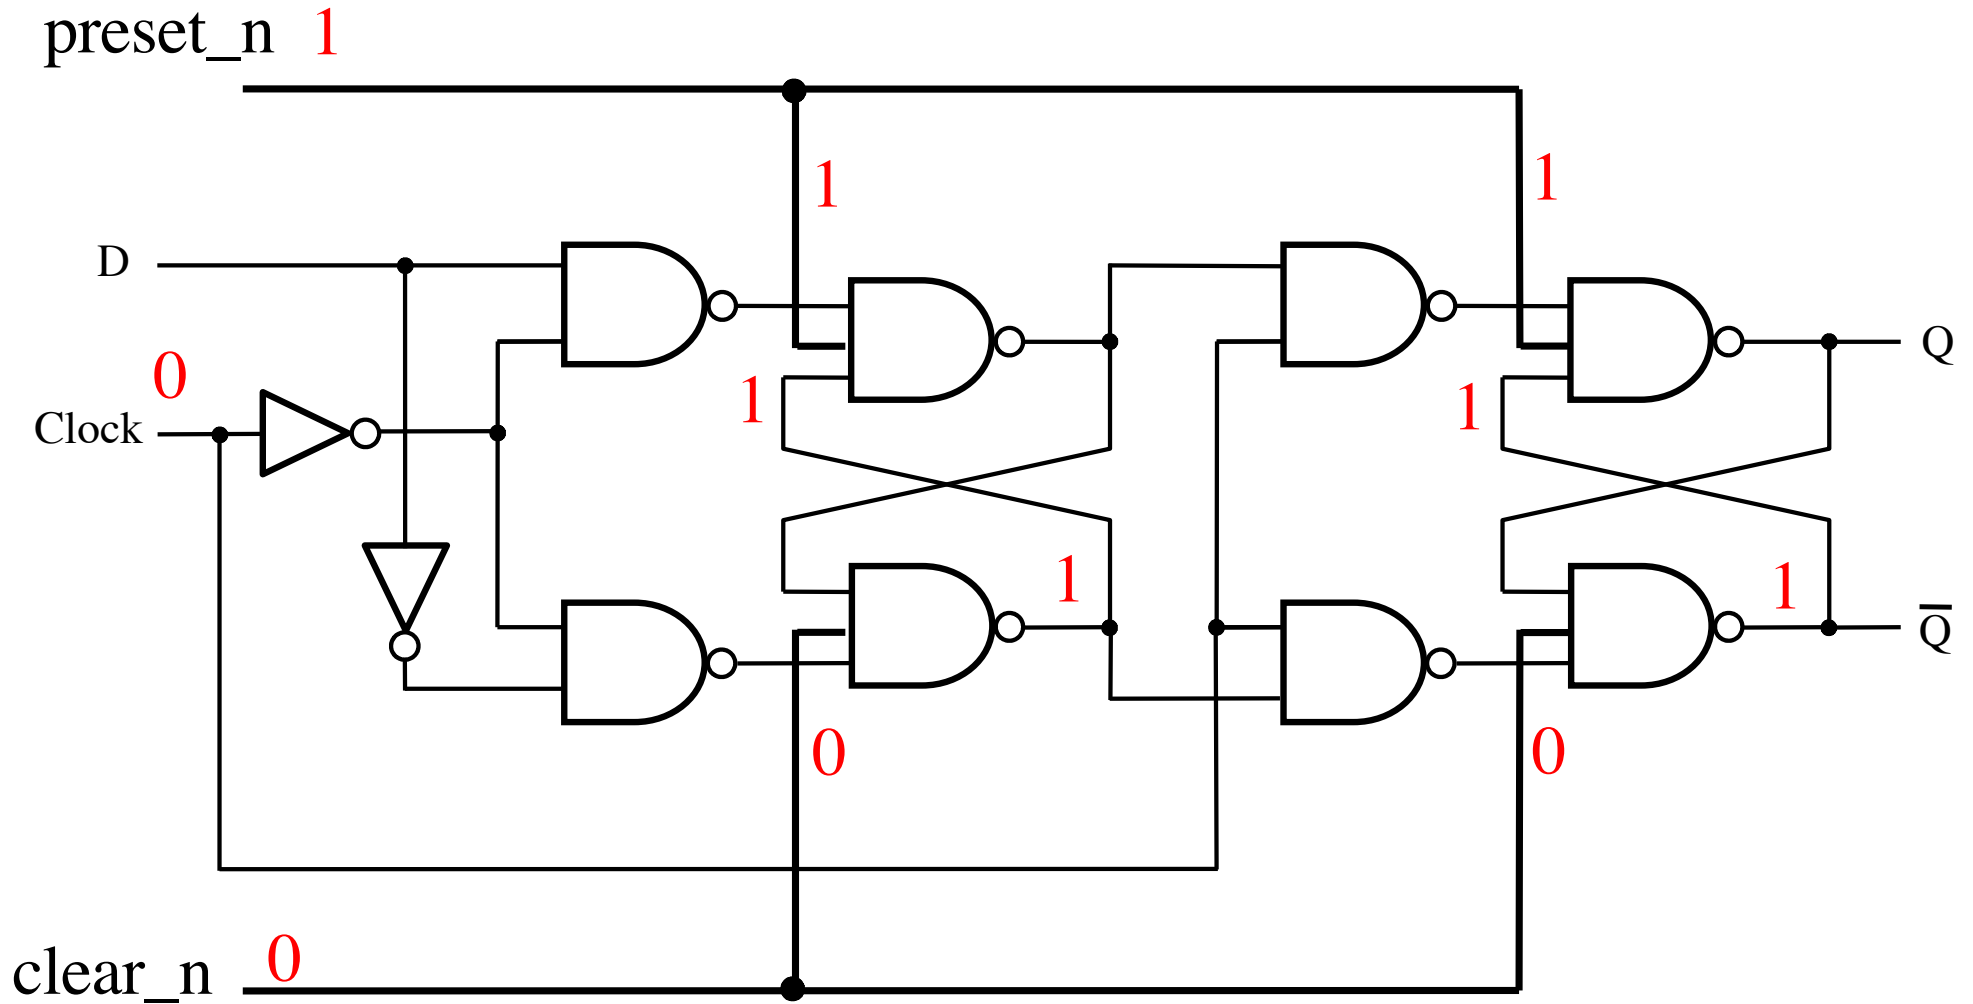 preset_n 1
1 1
D
Q
0
1 1
Clock
1 1
Q̅
0 0
clear_n 0